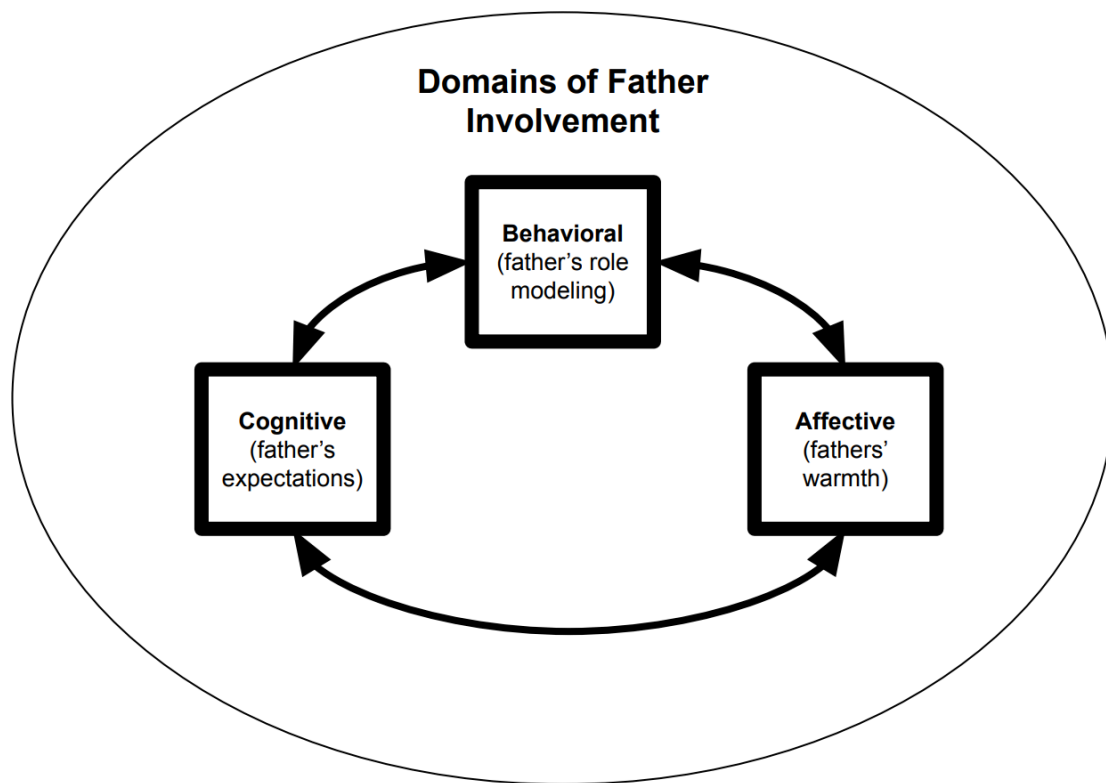 Domains of Father
Involvement
Behavioral
(father’s role
modeling)
Cognitive
(father’s
expectations)
Affective
(fathers’
warmth)